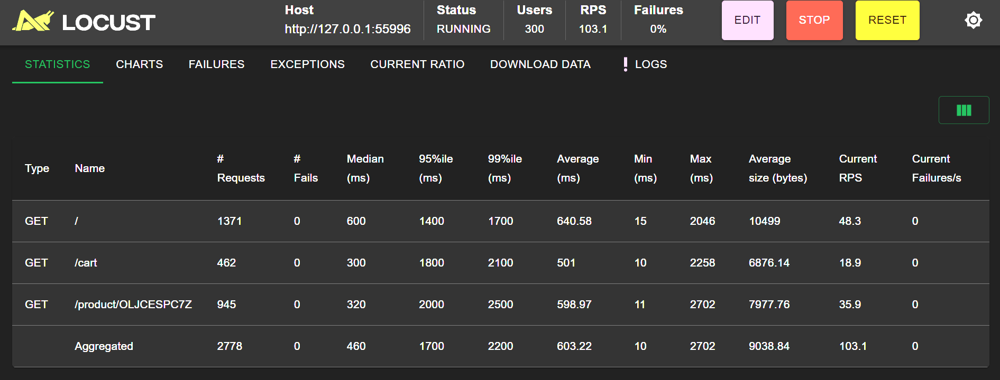 LOCUST
Host
http://127.0.0.1:55996
Status
RUNNING
Users
300
RPS
103.1
Failures
0%
EDIT
STOP
RESET
STATISTICS CHARTS FAILURES EXCEPTIONS CURRENT RATIO DOWNLOAD DATA ! LOGS
Type Name # Requests # Fails Median (ms) 95%ile (ms) 99%ile (ms) Average (ms) Min (ms) Max (ms) Average size (bytes) Current RPS Current Failures/s
GET / 1371 0 600 1400 1700 640.58 15 2046 10499 48.3 0
GET /cart 462 0 300 1800 2100 501 10 2258 6876.14 18.9 0
GET /product/OLJCESPC7Z 945 0 320 2000 2500 598.97 11 2702 7977.76 35.9 0
Aggregated 2778 0 460 1700 2200 603.22 10 2702 9038.84 103.1 0